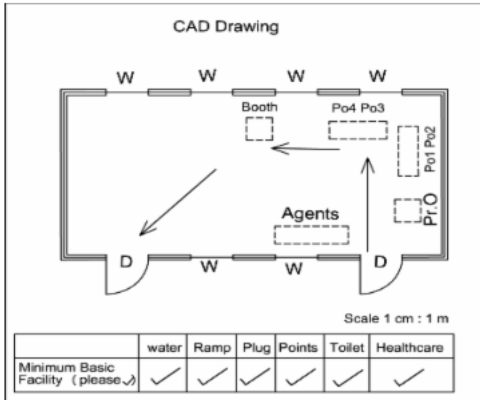 CAD Drawing
W W W W
Booth Po4 Po3
Po1 Po2
Pr.O
Agents
D W W D
Scale 1 cm : 1 m
water Ramp Plug Points Toilet Healthcare
Minimum Basic
Facility (please ✓) ✓ ✓ ✓ ✓ ✓ ✓